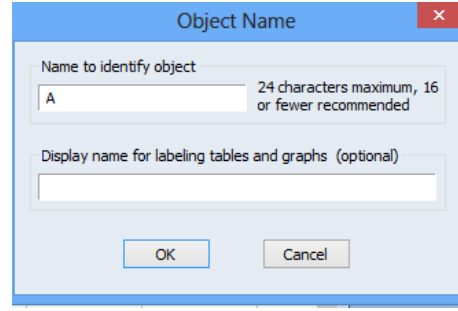 Object Name
Name to identify object
A
24 characters maximum, 16
or fewer recommended
Display name for labeling tables and graphs (optional)
OK
Cancel